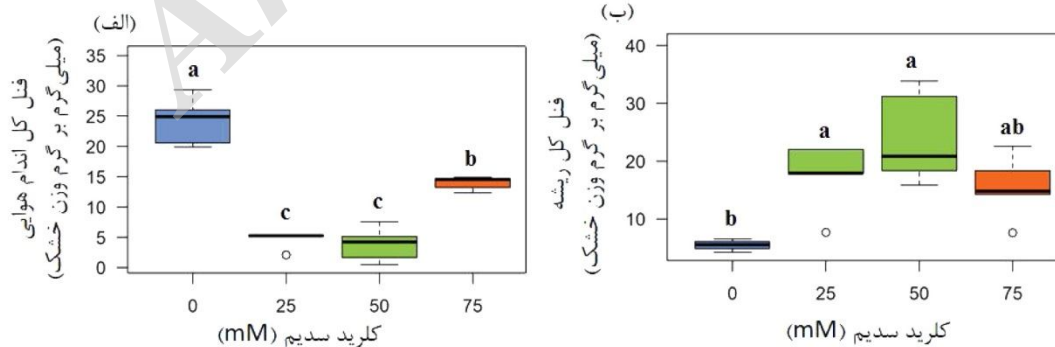 (الف)
فنل کل اندام هوایی
(میلی‌گرم بر گرم وزن خشک)
35
30
25
20
15
10
5
0
a
c
c
b
0 25 50 75
کلرید سدیم (mM)
(ب)
فنل کل ریشه
(میلی‌گرم بر گرم وزن خشک)
40
30
20
10
b
a
a
ab
0 25 50 75
کلرید سدیم (mM)